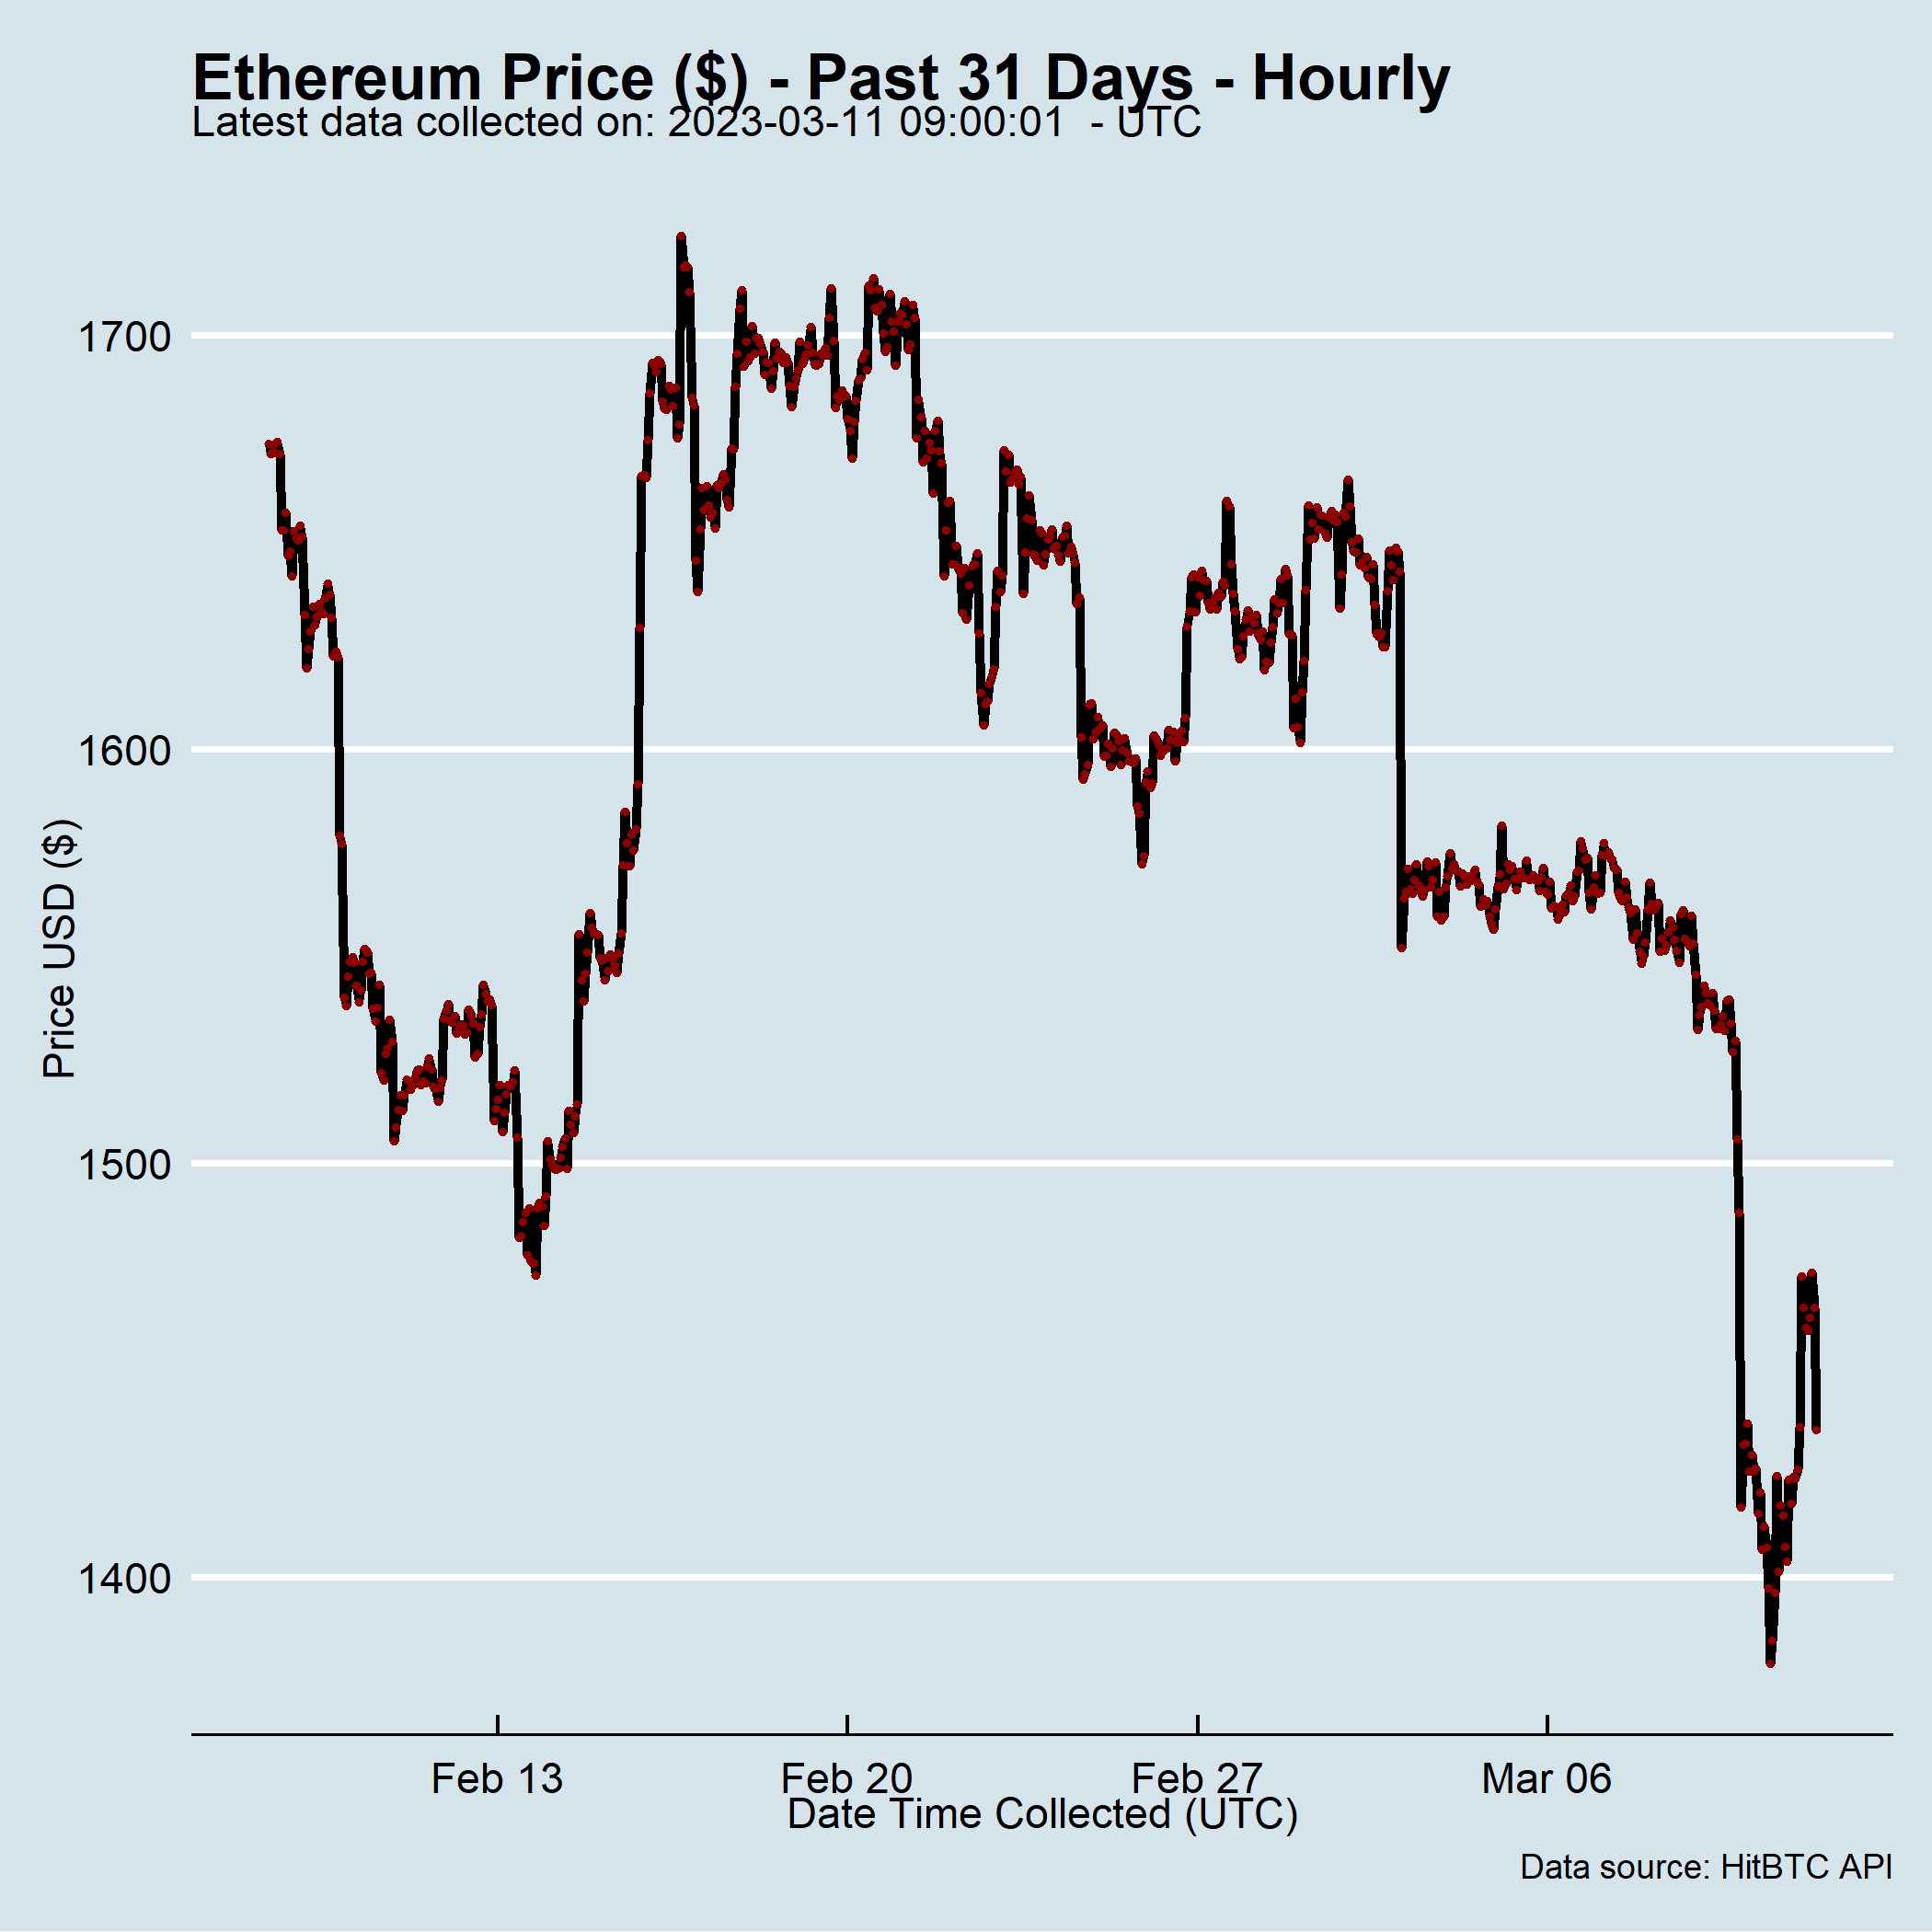 Ethereum Price ($) - Past 31 Days - Hourly
Latest data collected on: 2023-03-11 09:00:01  - UTC
Price USD ($)
1700
1600
1500
1400
Feb 13
Feb 20
Feb 27
Mar 06
Date Time Collected (UTC)
Data source: HitBTC API